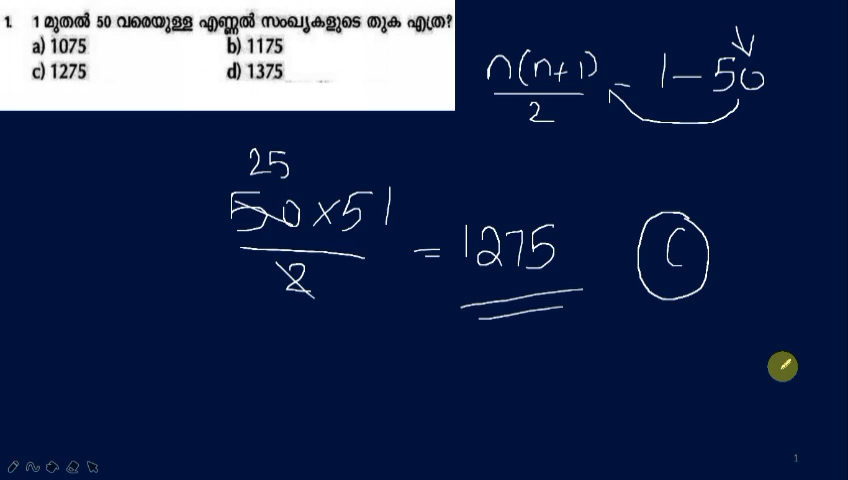 1. 1 മുതൽ 50 വരെയുള്ള എണ്ണൽ സംഖ്യകളുടെ തുക എത്ര?
a) 1075 b) 1175
c) 1275 d) 1375
n(n+1) = 1 - 50
2
25
50 x 51
2
= 1275
C
1